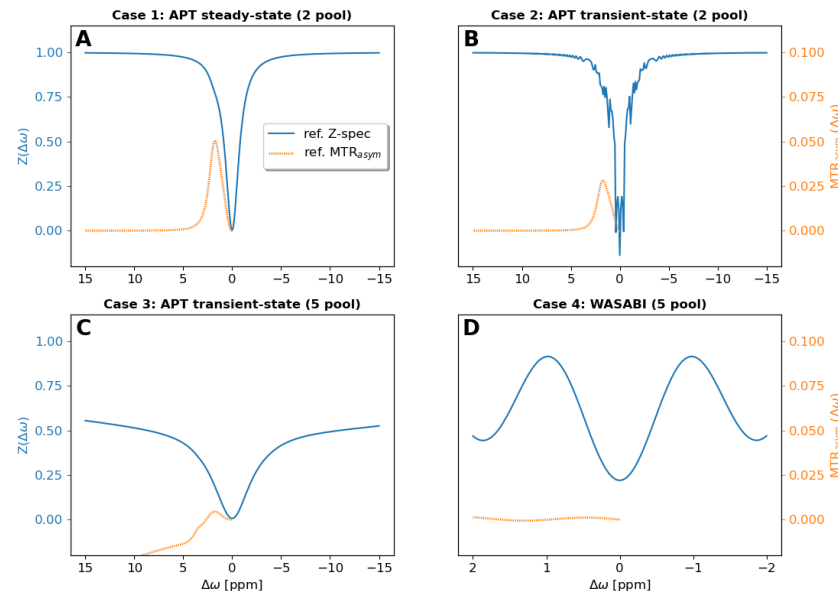 Case 1: APT steady-state (2 pool)
A
1.00
0.75
0.50
0.25
0.00
Z(Δω)
15 10 5 0 −5 −10 −15
ref. Z-spec
ref. MTRasym
Case 2: APT transient-state (2 pool)
B
0.100
0.075
0.050
0.025
0.000
MTRasym (Δω)
15 10 5 0 −5 −10 −15
Case 3: APT transient-state (5 pool)
C
1.00
0.75
0.50
0.25
0.00
Z(Δω)
15 10 5 0 −5 −10 −15
Δω [ppm]
Case 4: WASABI (5 pool)
D
0.100
0.075
0.050
0.025
0.000
MTRasym (Δω)
2 1 0 −1 −2
Δω [ppm]